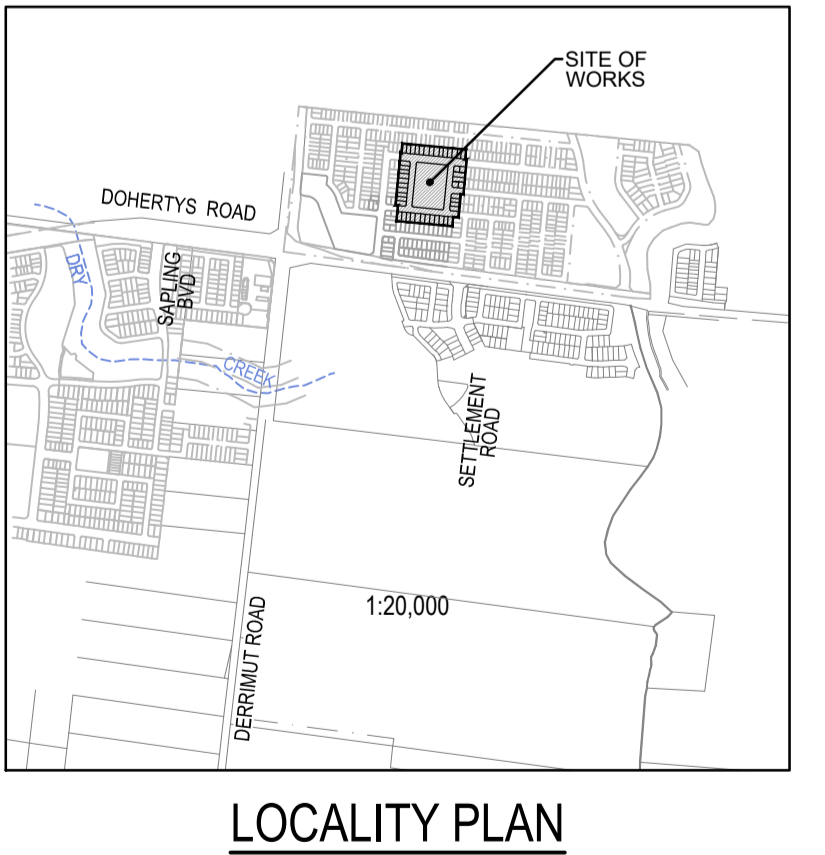 SITE OF
WORKS
DOHERTYS ROAD
DRY
SAPLING
BVD
CREEK
SETTLEMENT
ROAD
1:20,000
DERRIMUT ROAD
LOCALITY PLAN